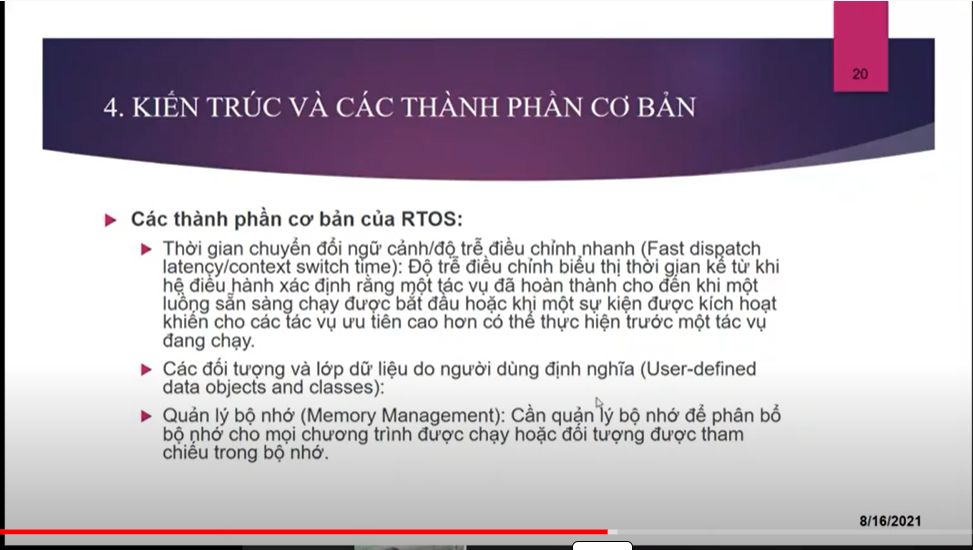 20
4. KIẾN TRÚC VÀ CÁC THÀNH PHẦN CƠ BẢN
Các thành phần cơ bản của RTOS:
Thời gian chuyển đổi ngữ cảnh/độ trễ điều chỉnh nhanh (Fast dispatch
latency/context switch time): Độ trễ điều chỉnh biểu thị thời gian kể từ khi
hệ điều hành xác định rằng một tác vụ đã hoàn thành cho đến khi một
luồng sẵn sàng chạy được bắt đầu hoặc khi một sự kiện được kích hoạt
khiến cho các tác vụ ưu tiên cao hơn có thể thực hiện trước một tác vụ
đang chạy.
Các đối tượng và lớp dữ liệu do người dùng định nghĩa (User-defined
data objects and classes):
Quản lý bộ nhớ (Memory Management): Cần quản lý bộ nhớ để phân bổ
bộ nhớ cho mọi chương trình được chạy hoặc đối tượng được tham
chiếu trong bộ nhớ.
8/16/2021